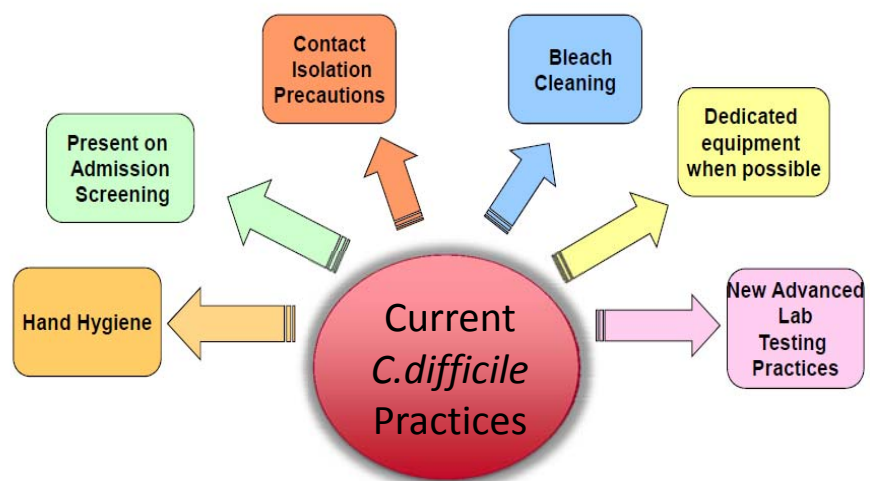 Contact
Isolation
Precautions
Bleach
Cleaning
Dedicated
equipment
when possible
Present on
Admission
Screening
Hand Hygiene
New Advanced
Lab
Testing
Practices
Current
C.difficile
Practices